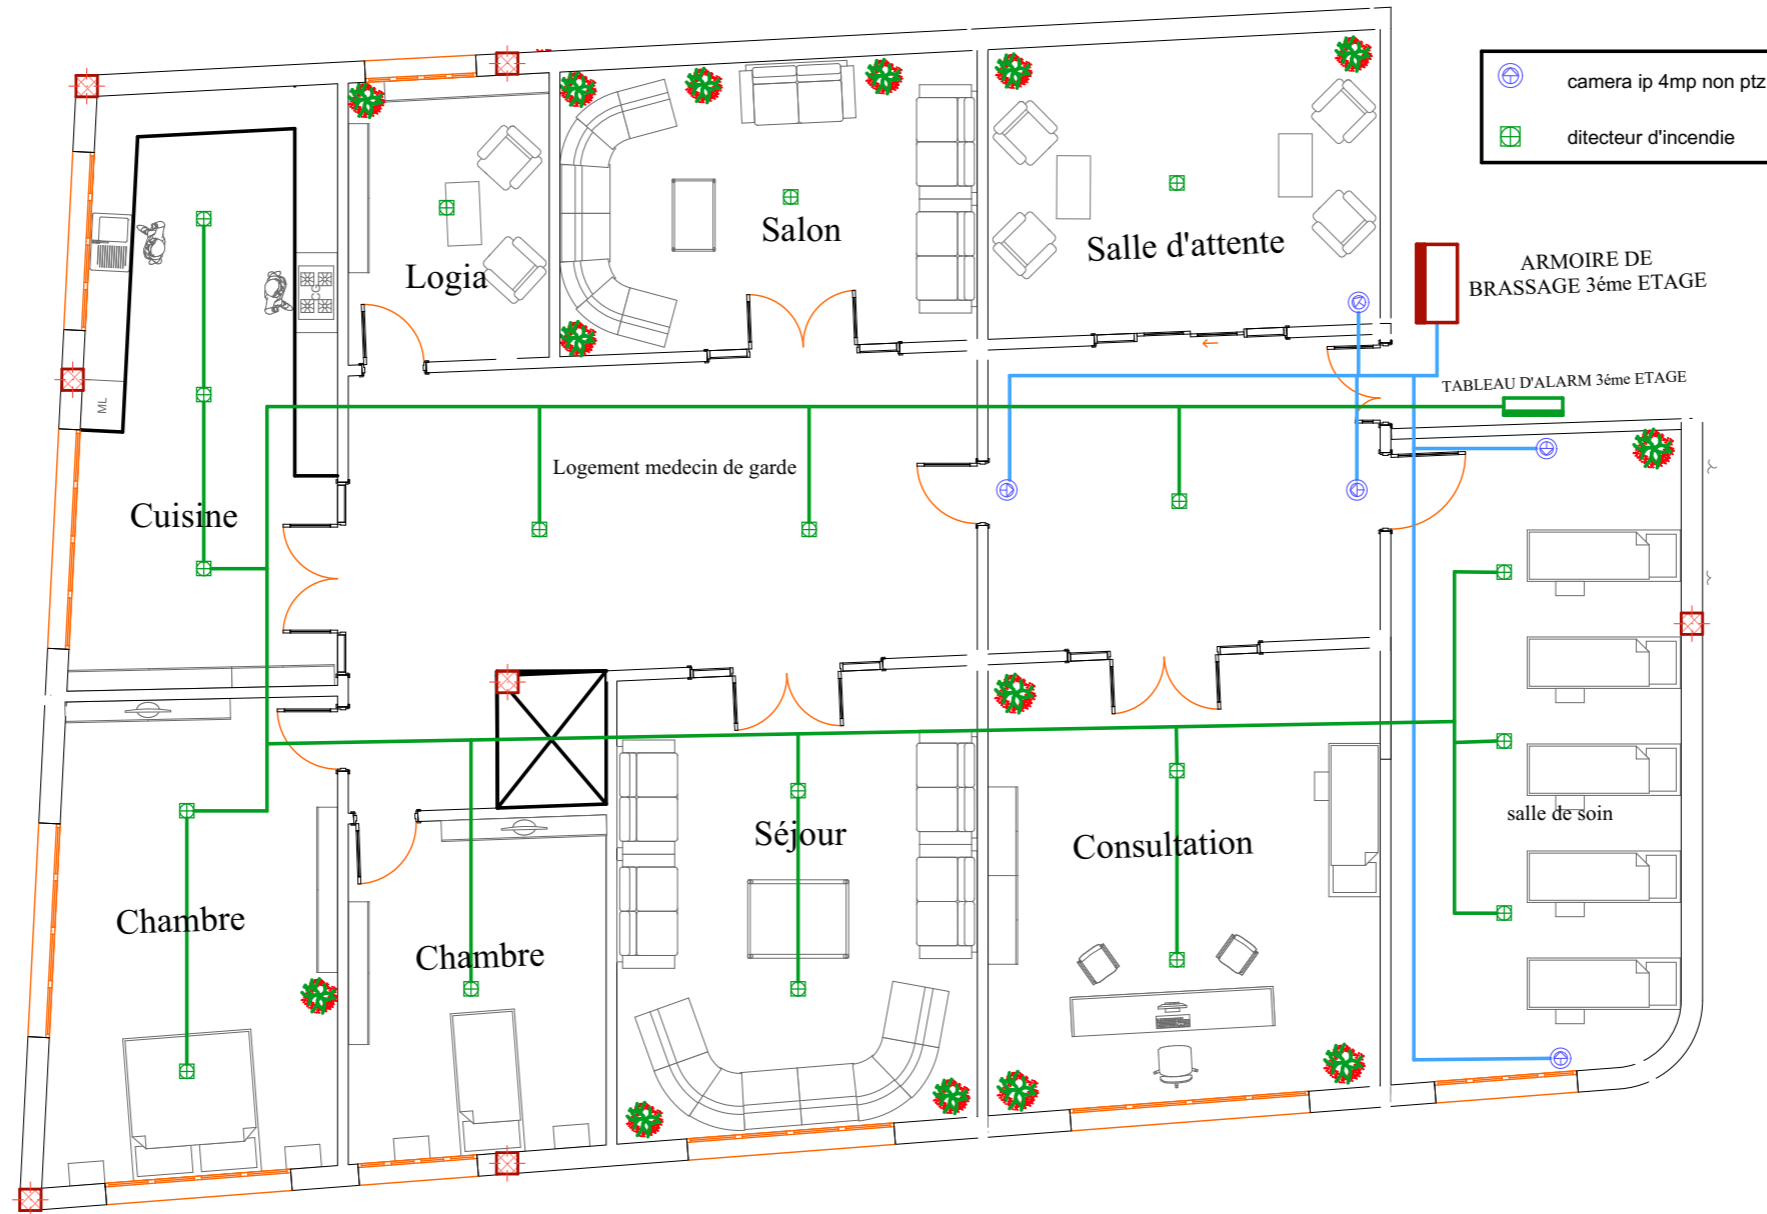 camera ip 4mp non ptz
ditecteur d'incendie
Salon
Salle d'attente
Logia
ARMOIRE DE
BRASSAGE 3éme ETAGE
CG
TABLEAU D'ALARM 3éme ETAGE
ML
Logement medecin de garde
Cuisine
salle de soin
Séjour
Consultation
Chambre
Chambre